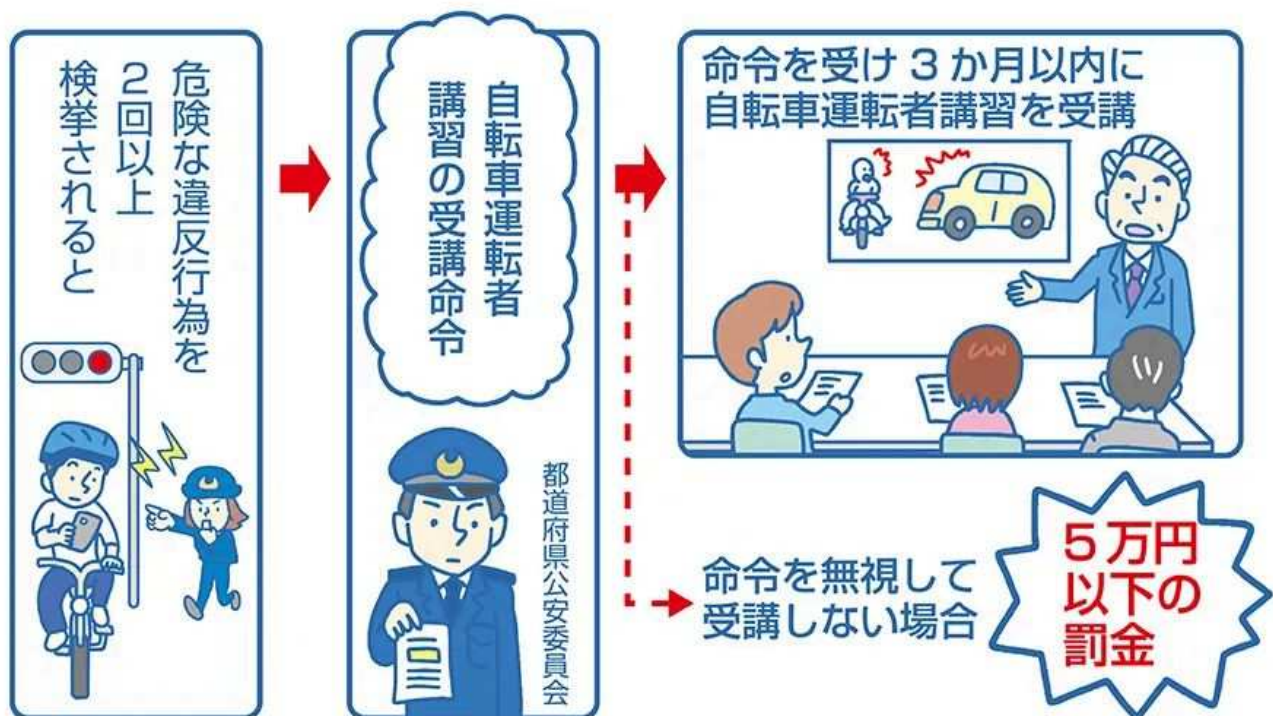 危険な違反行為を
2回以上
検挙されると
自転車運転者
講習の受講命令
都道府県公安委員会
命令を受け3か月以内に
自転車運転者講習を受講
命令を無視して
受講しない場合
5万円
以下の
罰金